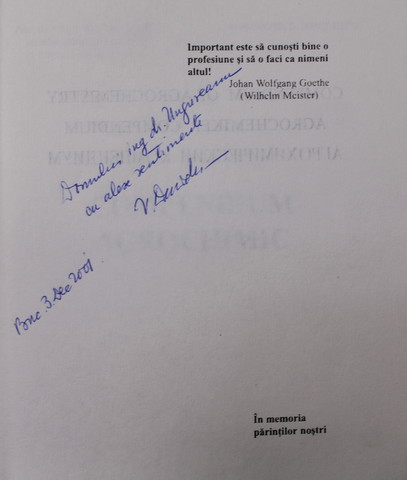 Important este să cunoști bine o
profesiune și să o faci ca nimeni
altul!
Johan Wolfgang Goethe
(Wilhelm Meister)
Domnului ing. dr. Ungureanu
cu alese sentimente
Buc. 3. Dec 2001
În memoria
părinților noștri